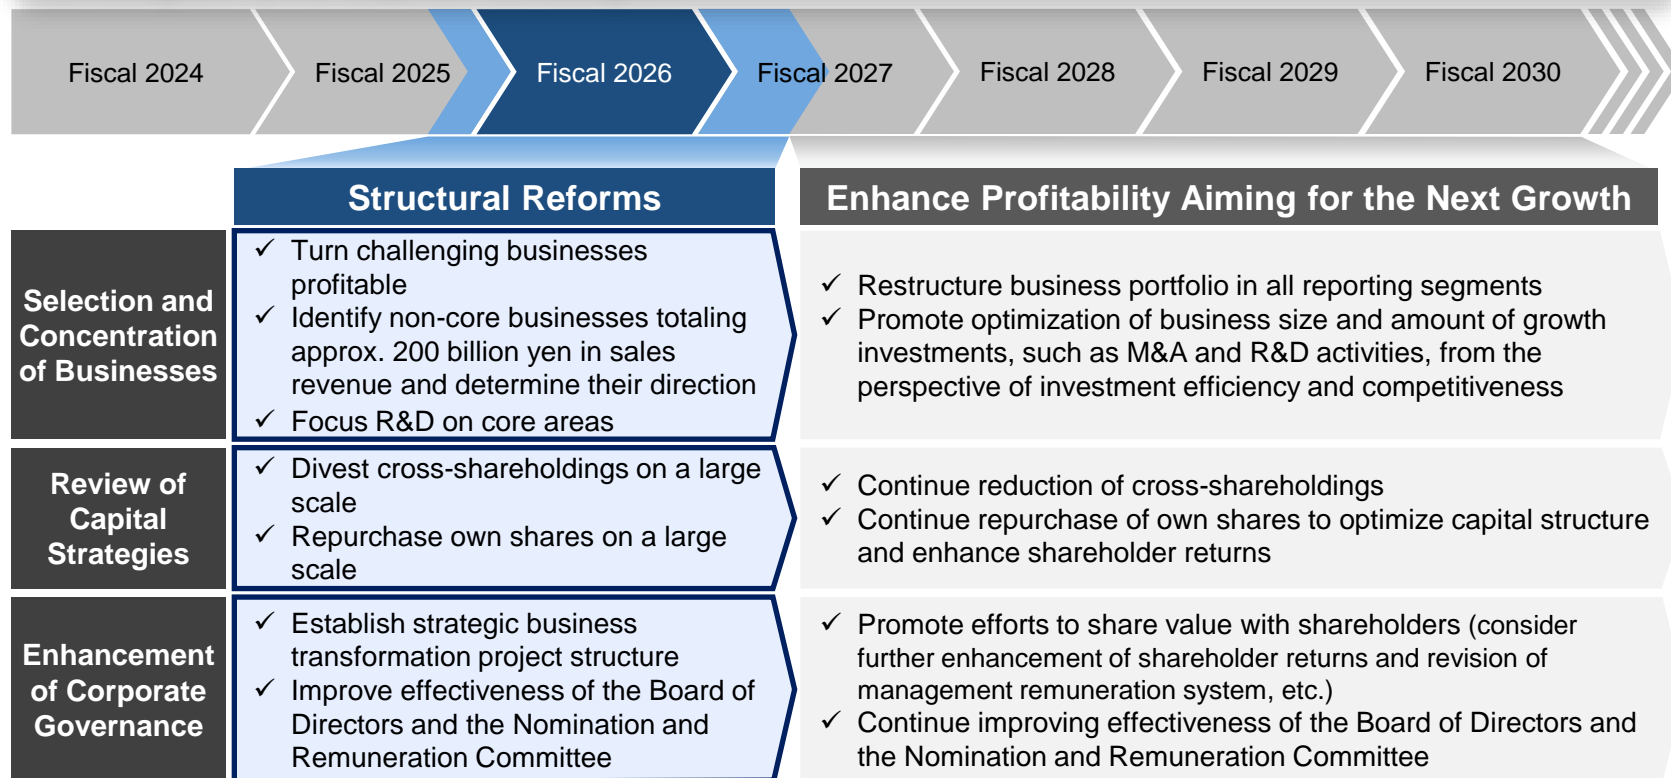 Fiscal 2024
Fiscal 2025
Fiscal 2026
Fiscal 2027
Fiscal 2028
Fiscal 2029
Fiscal 2030
Structural Reforms
Enhance Profitability Aiming for the Next Growth
Selection and
Concentration
of Businesses
✓ Turn challenging businesses
profitable
✓ Identify non-core businesses totaling
approx. 200 billion yen in sales
revenue and determine their direction
✓ Focus R&D on core areas
✓ Restructure business portfolio in all reporting segments
✓ Promote optimization of business size and amount of growth
investments, such as M&A and R&D activities, from the
perspective of investment efficiency and competitiveness
Review of
Capital
Strategies
✓ Divest cross-shareholdings on a large
scale
✓ Repurchase own shares on a large
scale
✓ Continue reduction of cross-shareholdings
✓ Continue repurchase of own shares to optimize capital structure
and enhance shareholder returns
Enhancement
of Corporate
Governance
✓ Establish strategic business
transformation project structure
✓ Improve effectiveness of the Board of
Directors and the Nomination and
Remuneration Committee
✓ Promote efforts to share value with shareholders (consider
further enhancement of shareholder returns and revision of
management remuneration system, etc.)
✓ Continue improving effectiveness of the Board of Directors and
the Nomination and Remuneration Committee